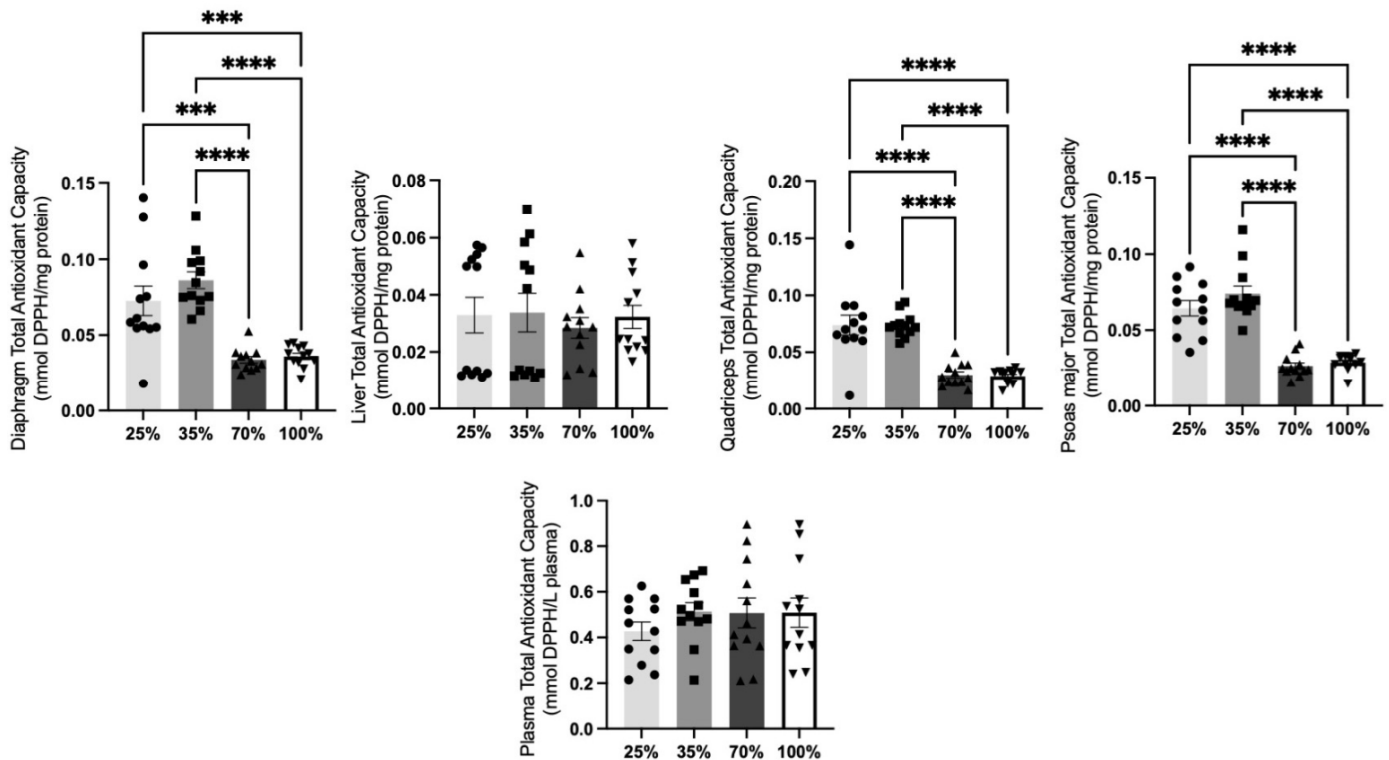 ***
****
***
****
Diaphragm Total Antioxidant Capacity
(mmol DPPH/mg protein)
0.15
0.10
0.05
0.00
25% 35% 70% 100%
Liver Total Antioxidant Capacity
(mmol DPPH/mg protein)
0.08
0.06
0.04
0.02
0.00
25% 35% 70% 100%
****
****
****
****
Quadriceps Total Antioxidant Capacity
(mmol DPPH/mg protein)
0.20
0.15
0.10
0.05
0.00
25% 35% 70% 100%
****
****
****
****
Psoas major Total Antioxidant Capacity
(mmol DPPH/mg protein)
0.15
0.10
0.05
0.00
25% 35% 70% 100%
Plasma Total Antioxidant Capacity
(mmol DPPH/L plasma)
1.0
0.8
0.6
0.4
0.2
0.0
25% 35% 70% 100%